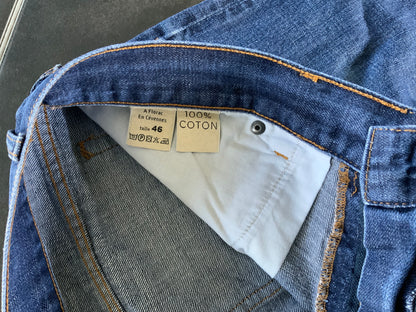 A Florac
En Cévennes
taille 46
100%
COTON